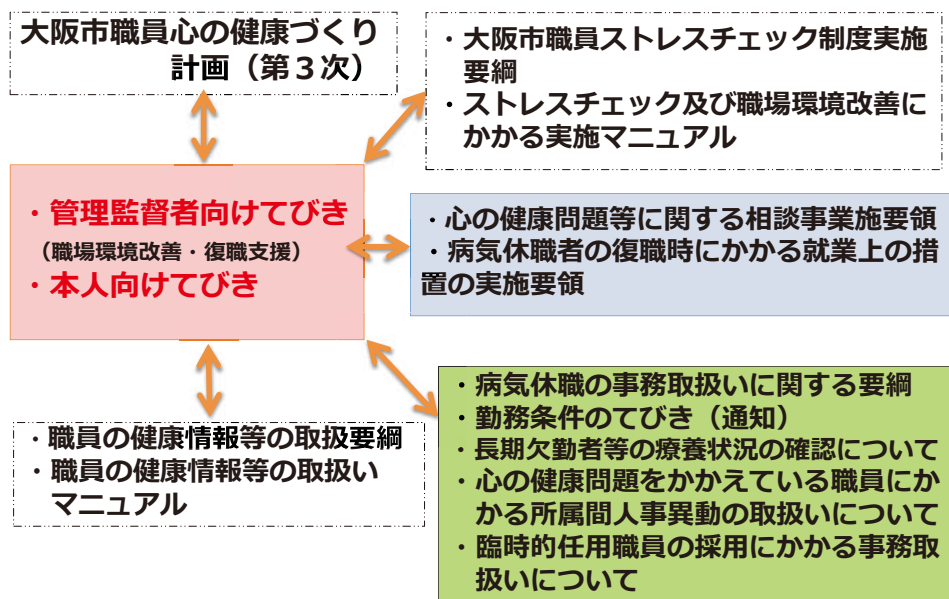 大阪市職員心の健康づくり
計画（第３次）
・大阪市職員ストレスチェック制度実施
要綱
・ストレスチェック及び職場環境改善に
かかる実施マニュアル
・管理監督者向けてびき
（職場環境改善・復職支援）
・本人向けてびき
・心の健康問題等に関する相談事業施要領
・病気休職者の復職時にかかる就業上の措
置の実施要領
・職員の健康情報等の取扱要綱
・職員の健康情報等の取扱い
マニュアル
・病気休職の事務取扱いに関する要綱
・勤務条件のてびき（通知）
・長期欠勤者等の療養状況の確認について
・心の健康問題をかかえている職員にか
かる所属間人事異動の取扱いについて
・臨時的任用職員の採用にかかる事務取
扱いについて